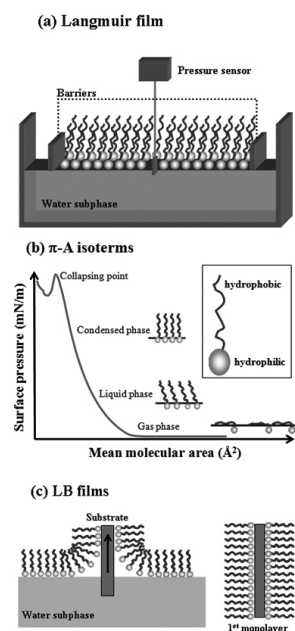 (a) Langmuir film
Pressure sensor
Barriers
Water subphase
(b) π-A isoterms
Collapsing point
hydrophobic
Condensed phase
hydrophilic
Liquid phase
Gas phase
Surface pressure (mN/m)
Mean molecular area (Å²)
(c) LB films
Substrate
Water subphase
1st monolayer